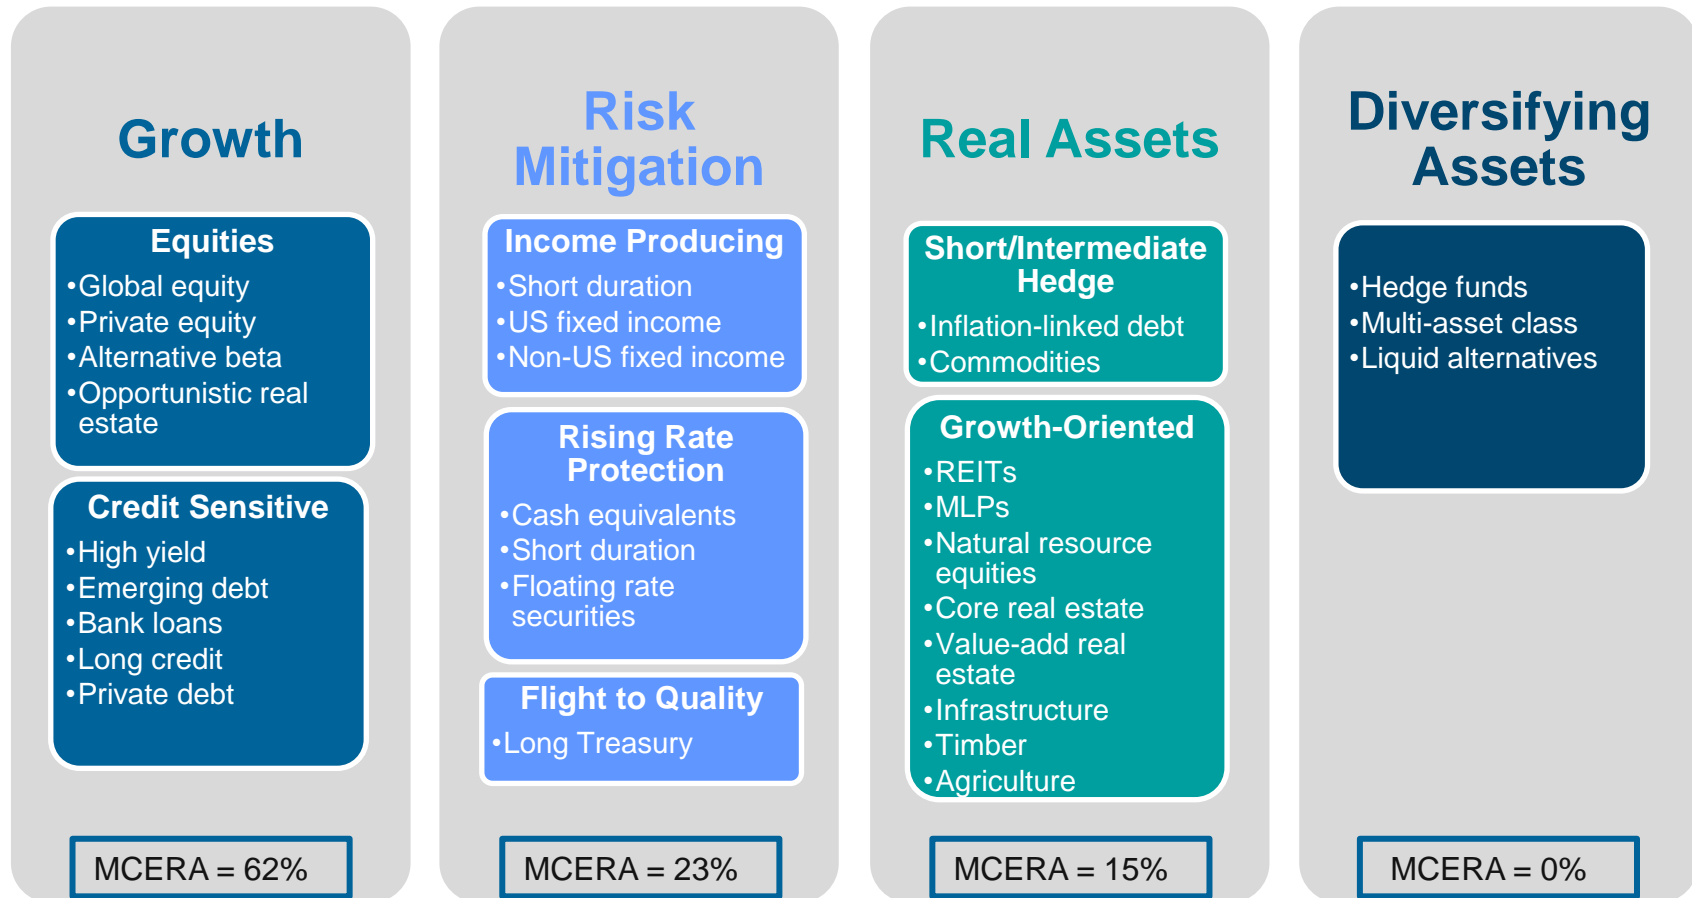 Growth
Equities
•Global equity
•Private equity
•Alternative beta
•Opportunistic real
estate
Credit Sensitive
•High yield
•Emerging debt
•Bank loans
•Long credit
•Private debt
MCERA = 62%
Risk
Mitigation
Income Producing
•Short duration
•US fixed income
•Non-US fixed income
Rising Rate
Protection
•Cash equivalents
•Short duration
•Floating rate
securities
Flight to Quality
•Long Treasury
MCERA = 23%
Real Assets
Short/Intermediate
Hedge
•Inflation-linked debt
•Commodities
Growth-Oriented
•REITs
•MLPs
•Natural resource
equities
•Core real estate
•Value-add real
estate
•Infrastructure
•Timber
•Agriculture
MCERA = 15%
Diversifying
Assets
•Hedge funds
•Multi-asset class
•Liquid alternatives
MCERA = 0%